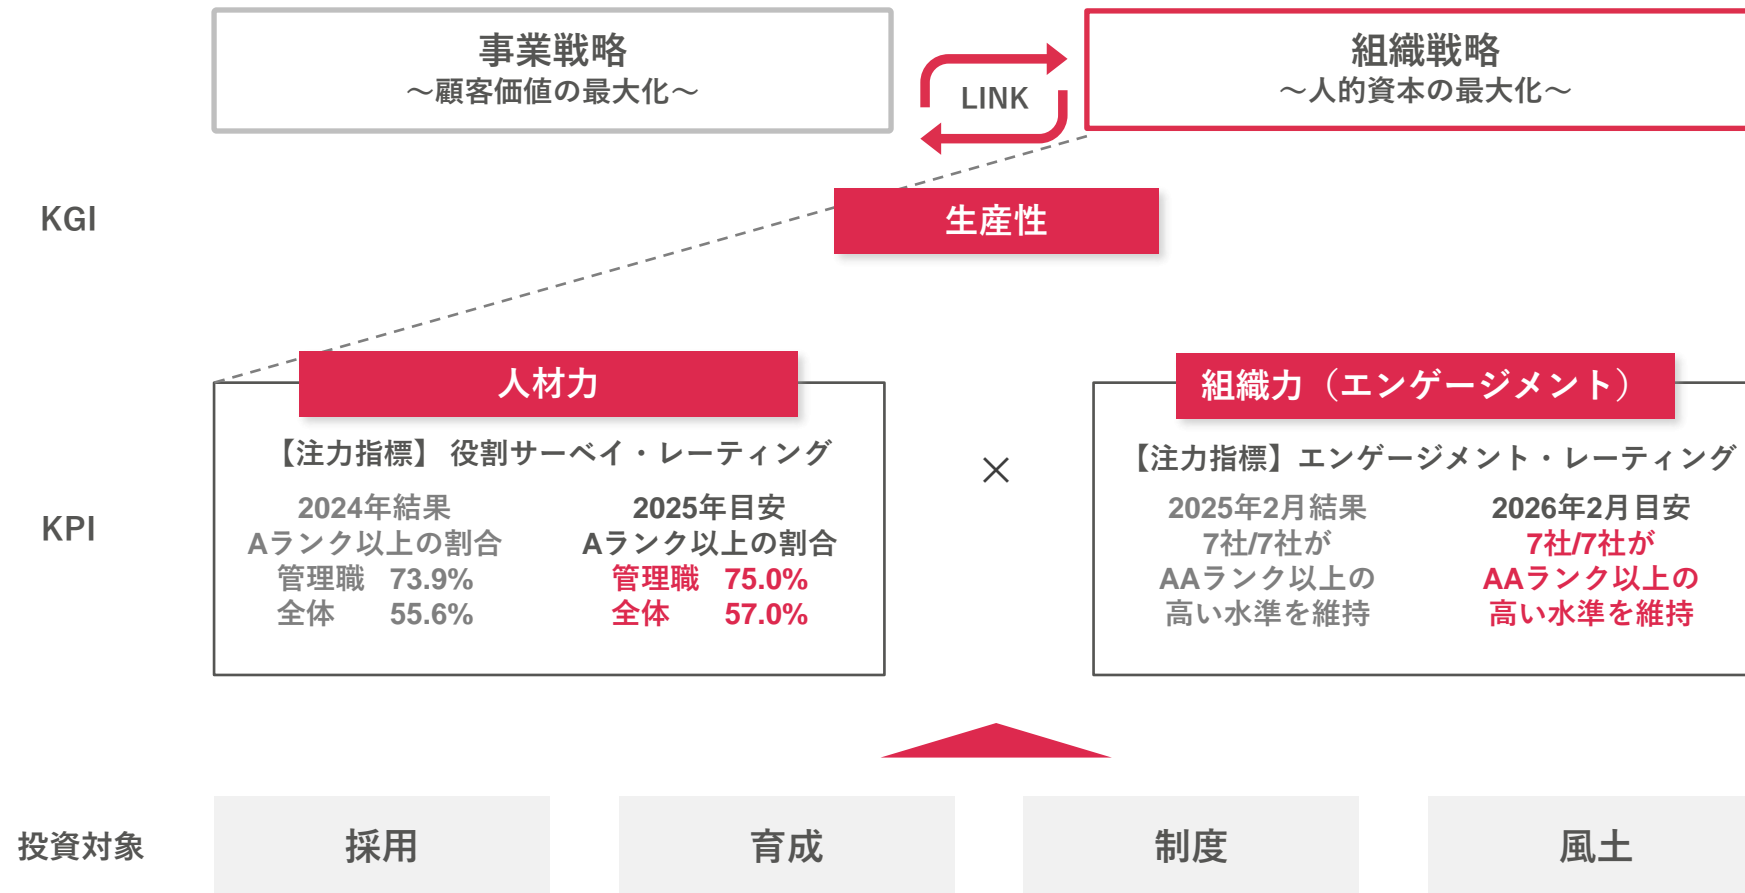 事業戦略
～顧客価値の最大化～
LINK
組織戦略
～人的資本の最大化～
KGI
生産性
KPI
人材力
【注力指標】 役割サーベイ・レーティング
2024年結果
Aランク以上の割合
管理職 73.9%
全体 55.6%
2025年目安
Aランク以上の割合
管理職 75.0%
全体 57.0%
×
組織力（エンゲージメント）
【注力指標】エンゲージメント・レーティング
2025年2月結果
7社/7社が
AAランク以上の
高い水準を維持
2026年2月目安
7社/7社が
AAランク以上の
高い水準を維持
投資対象
採用
育成
制度
風土